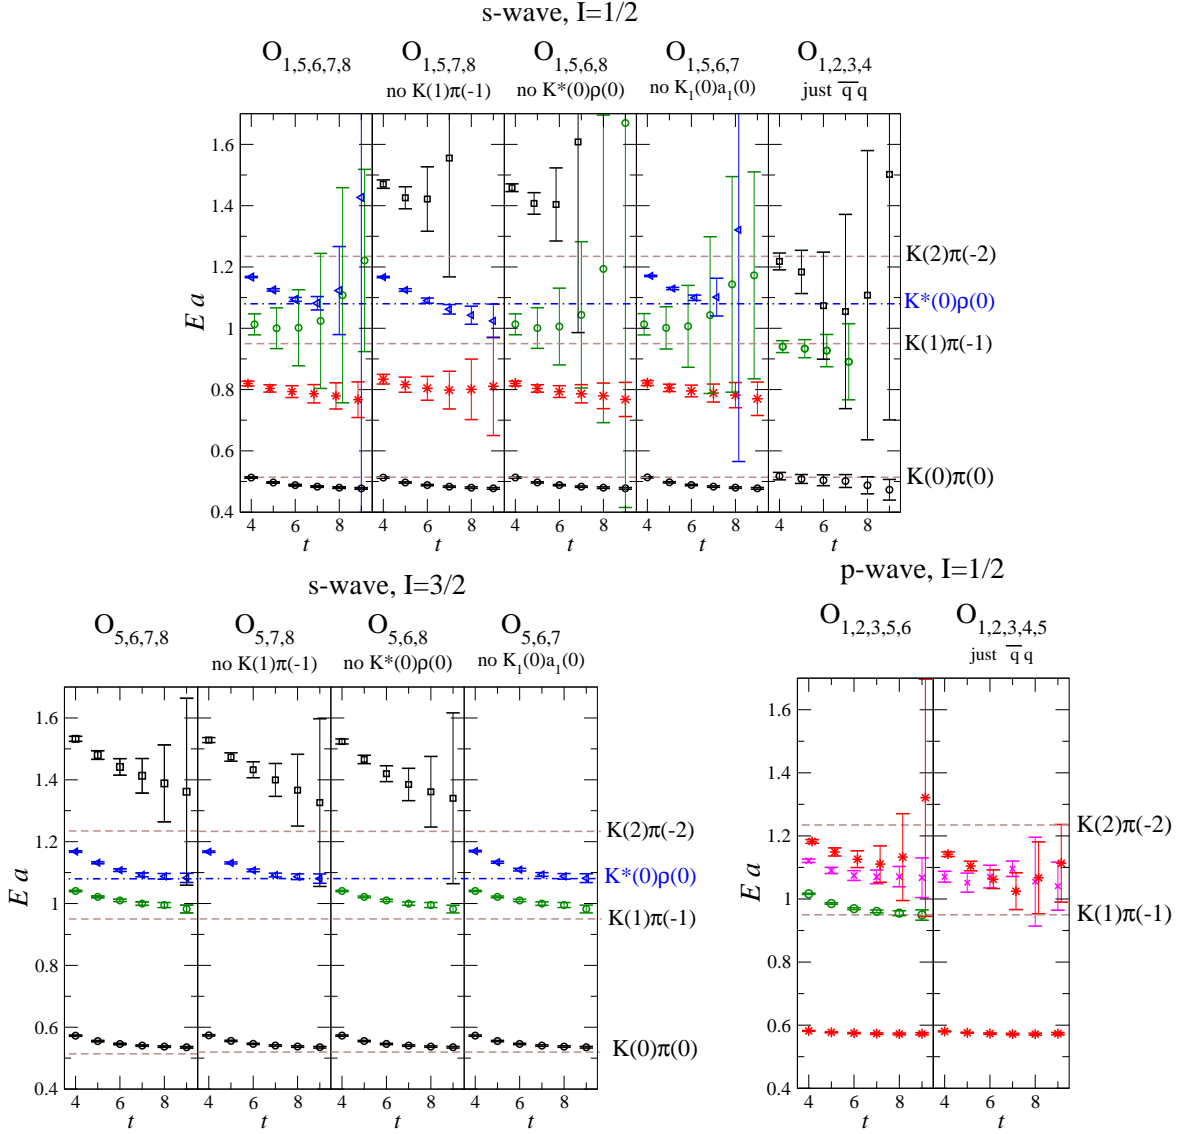 s-wave, I=1/2
O1,5,6,7,8
O1,5,7,8
no K(1)π(-1)
O1,5,6,8
no K*(0)ρ(0)
O1,5,6,7
no K1(0)a1(0)
O1,2,3,4
just q̅ q
1.6
1.4
1.2
1
0.8
0.6
0.4
E a
K(2)π(-2)
K*(0)ρ(0)
K(1)π(-1)
K(0)π(0)
4 6 8 4 6 8 4 6 8 4 6 8 4 6 8
t t t t t
s-wave, I=3/2
O5,6,7,8
O5,7,8
no K(1)π(-1)
O5,6,8
no K*(0)ρ(0)
O5,6,7
no K1(0)a1(0)
1.6
1.4
1.2
1
0.8
0.6
0.4
E a
K(2)π(-2)
K*(0)ρ(0)
K(1)π(-1)
K(0)π(0)
4 6 8 4 6 8 4 6 8 4 6 8
t t t t
p-wave, I=1/2
O1,2,3,5,6
O1,2,3,4,5
just q̅ q
1.6
1.4
1.2
1
0.8
0.6
0.4
K(2)π(-2)
K(1)π(-1)
4 6 8 4 6 8
t t